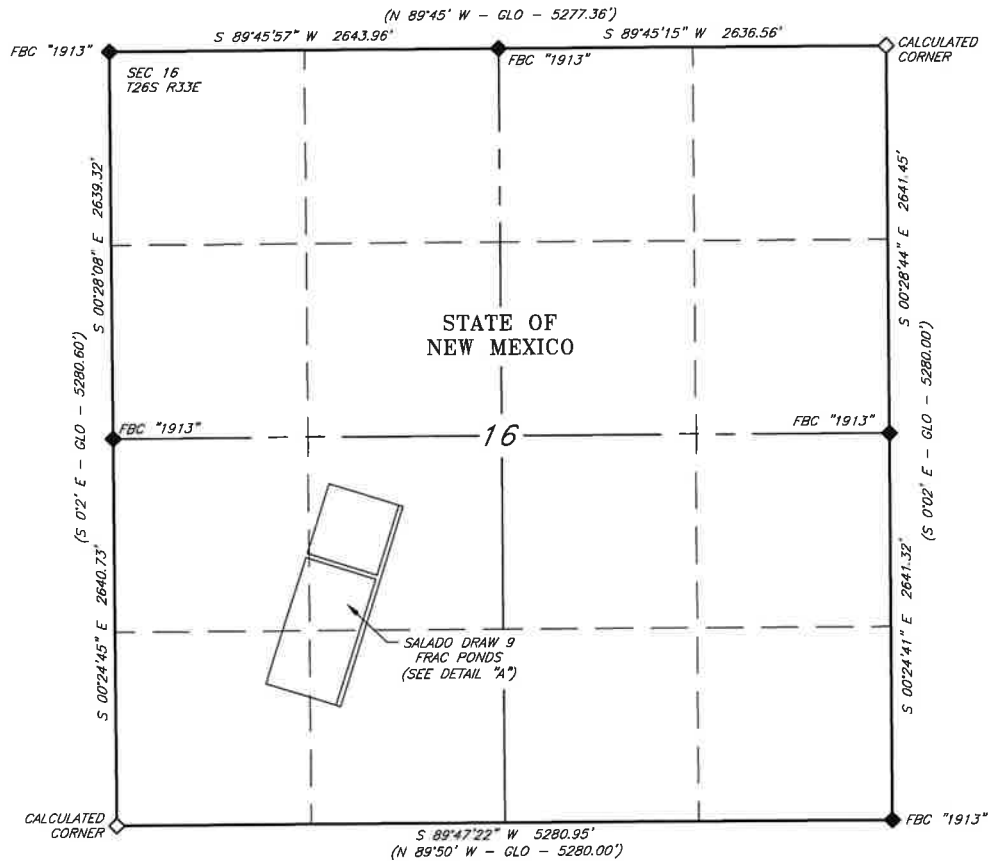 (N 89°45' W - GLO - 5277.36')
S 89°45'57" W 2643.96'
S 89°45'15" W 2636.56'
FBC "1913"
FBC "1913"
CALCULATED
CORNER
SEC 16
T26S R33E
S 00°28'08" E 2639.32'
S 00°28'44" E 2641.45'
STATE OF
NEW MEXICO
(S 0'2' E - GLO - 5280.60')
(S 0°02' E - GLO - 5280.00')
FBC "1913"
16
FBC "1913"
S 00°24'45" E 2640.73'
S 00°24'41" E 2641.32'
SALADO DRAW 9
FRAC PONDS
(SEE DETAIL "A")
CALCULATED
CORNER
FBC "1913"
S 89°47'22" W 5280.95'
(N 89°50' W - GLO - 5280.00')